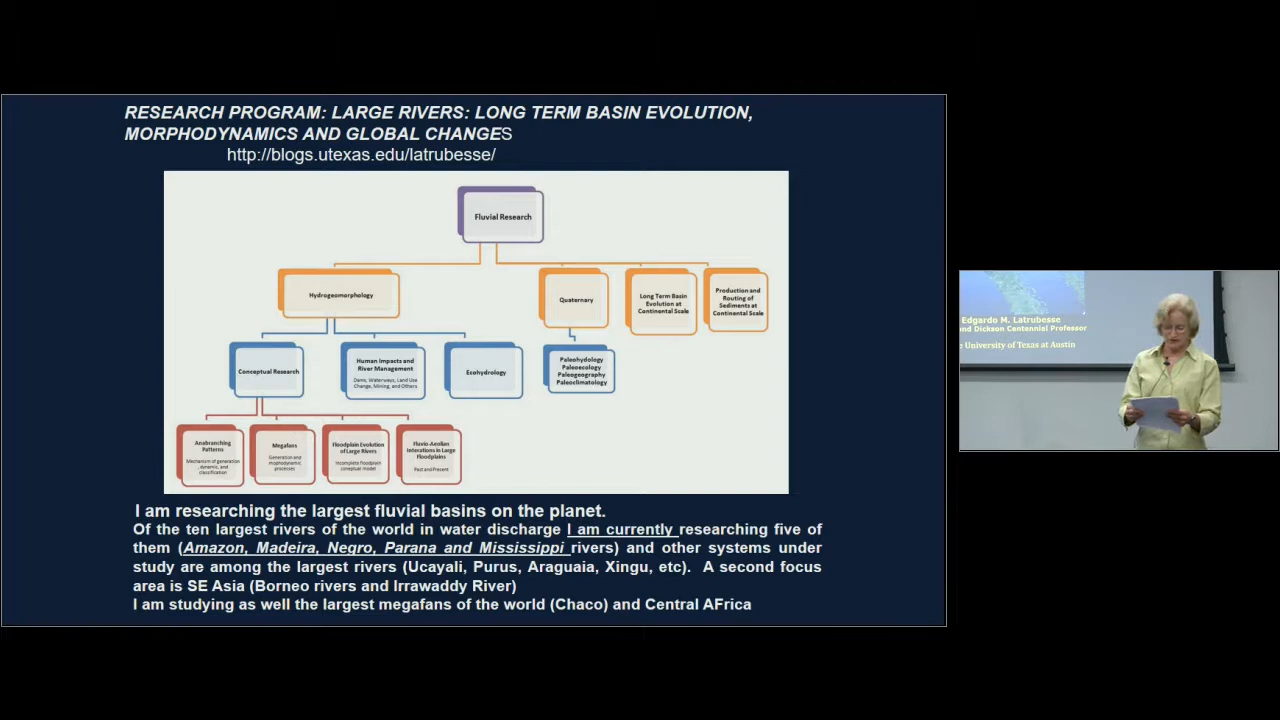 RESEARCH PROGRAM: LARGE RIVERS: LONG TERM BASIN EVOLUTION,
MORPHODYNAMICS AND GLOBAL CHANGES
http://blogs.utexas.edu/latrubesse/
Fluvial Research
Hydrogeomorphology
Quaternary
Long Term Basin
Evolution at
Continental Scale
Production and
Routing of
Sediments at
Continental Scale
Conceptual Research
Human Impacts and
River Management
Dams, Waterways, Land Use
Change, Mining, and Others
Ecohydrology
Paleohydology
Paleoecology
Paleogeography
Paleoclimatology
Anabranching
Patterns
Mechanism of generation
, dynamic, and
classification
Megafans
Generation and
mophodynamic
processes
Floodplain Evolution
of Large Rivers
Incomplete floodplain
coneptual model
Fluvio-Aeolian
Interations in Large
Floodplains
Past and Present
I am researching the largest fluvial basins on the planet.
Of the ten largest rivers of the world in water discharge I am currently researching five of
them (Amazon, Madeira, Negro, Parana and Mississippi rivers) and other systems under
study are among the largest rivers (Ucayali, Purus, Araguaia, Xingu, etc). A second focus
area is SE Asia (Borneo rivers and Irrawaddy River)
I am studying as well the largest megafans of the world (Chaco) and Central AFrica
Edgardo M. Latrubesse
nd Dickson Centennial Professor
e University of Texas at Austin